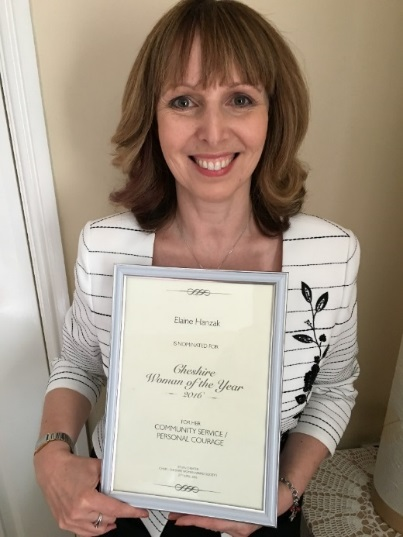 Elaine Hanzak
IS NOMINATED FOR
Cheshire
Woman of the Year
2016
FOR HER
COMMUNITY SERVICE /
PERSONAL COURAGE